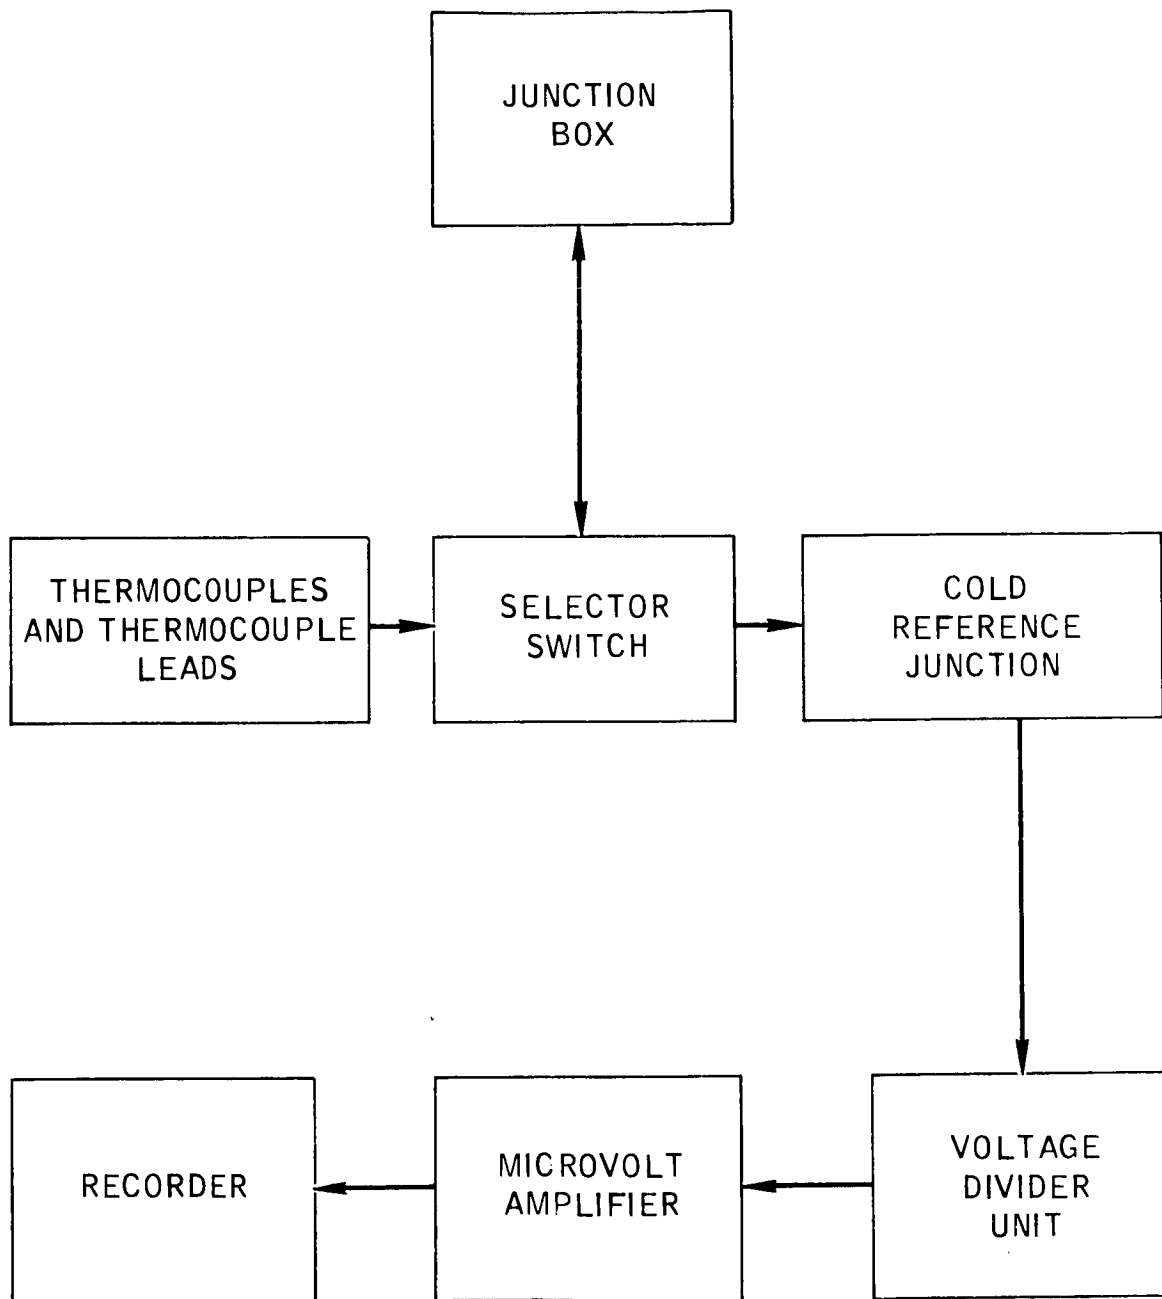 JUNCTION
BOX
THERMOCOUPLES
AND THERMOCOUPLE
LEADS
SELECTOR
SWITCH
COLD
REFERENCE
JUNCTION
RECORDER
MICROVOLT
AMPLIFIER
VOLTAGE
DIVIDER
UNIT